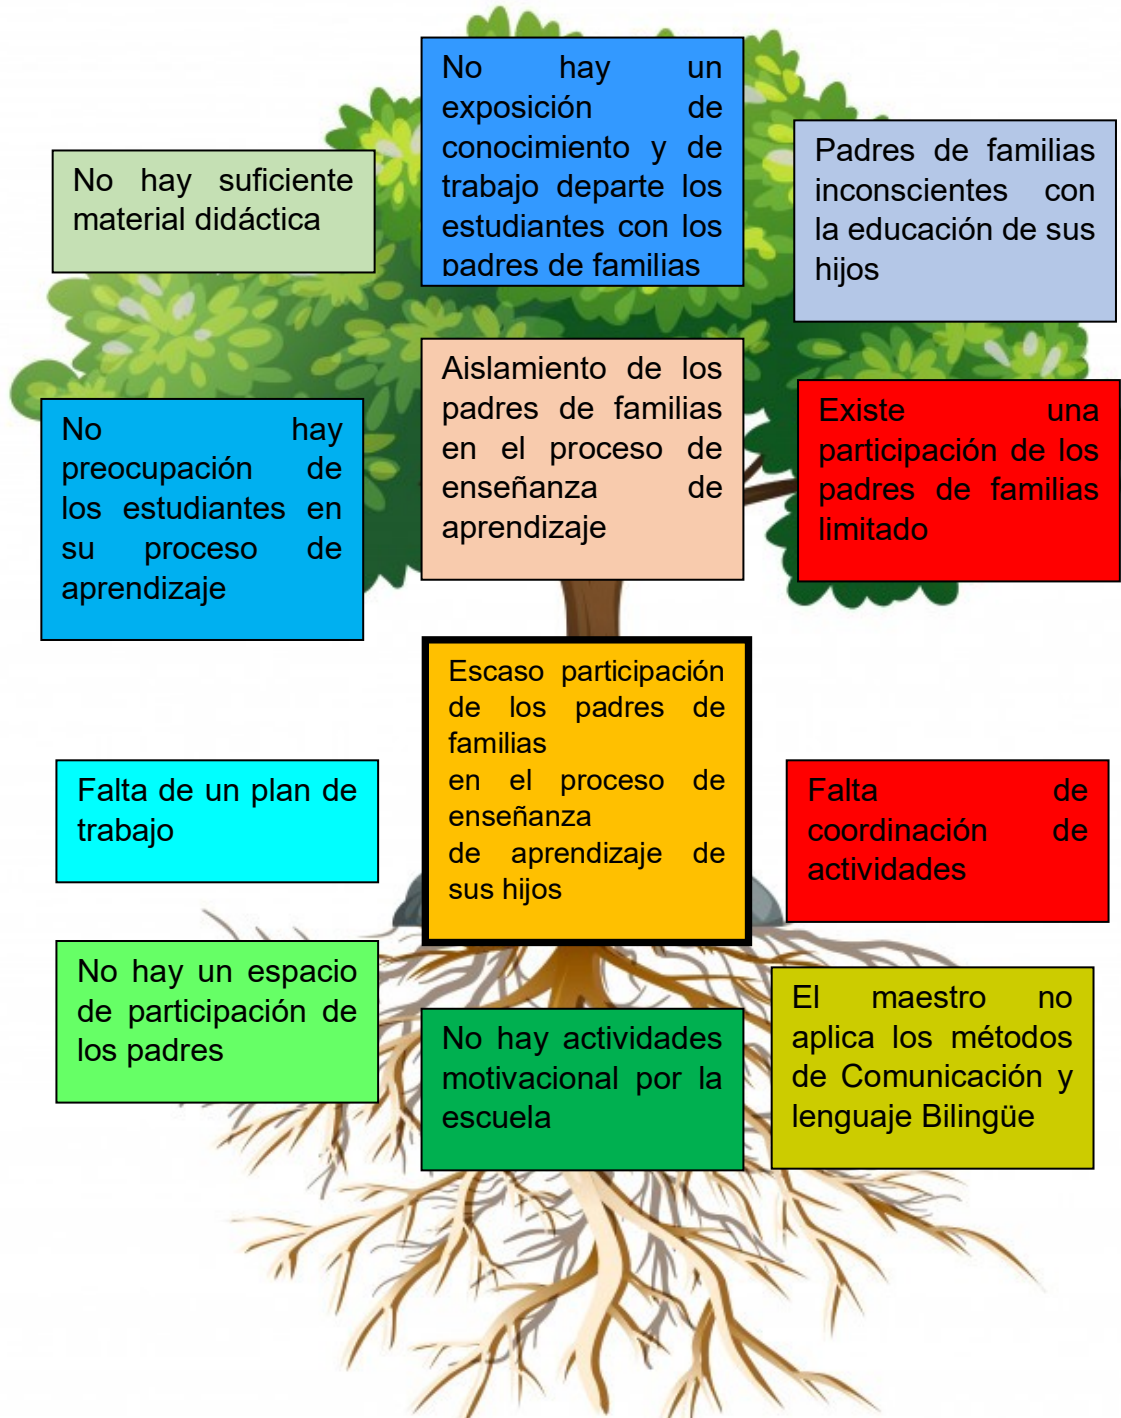 No hay un
exposición de
conocimiento y de
trabajo departe los
estudiantes con los
padres de familias
No hay suficiente
material didáctica
Padres de familias
inconscientes con
la educación de sus
hijos
No hay
preocupación de
los estudiantes en
su proceso de
aprendizaje
Aislamiento de los
padres de familias
en el proceso de
enseñanza de
aprendizaje
Existe una
participación de los
padres de familias
limitado
Escaso participación
de los padres de
familias
en el proceso de
enseñanza
de aprendizaje de
sus hijos
Falta de un plan de
trabajo
Falta de
coordinación de
actividades
No hay un espacio
de participación de
los padres
No hay actividades
motivacional por la
escuela
El maestro no
aplica los métodos
de Comunicación y
lenguaje Bilingüe